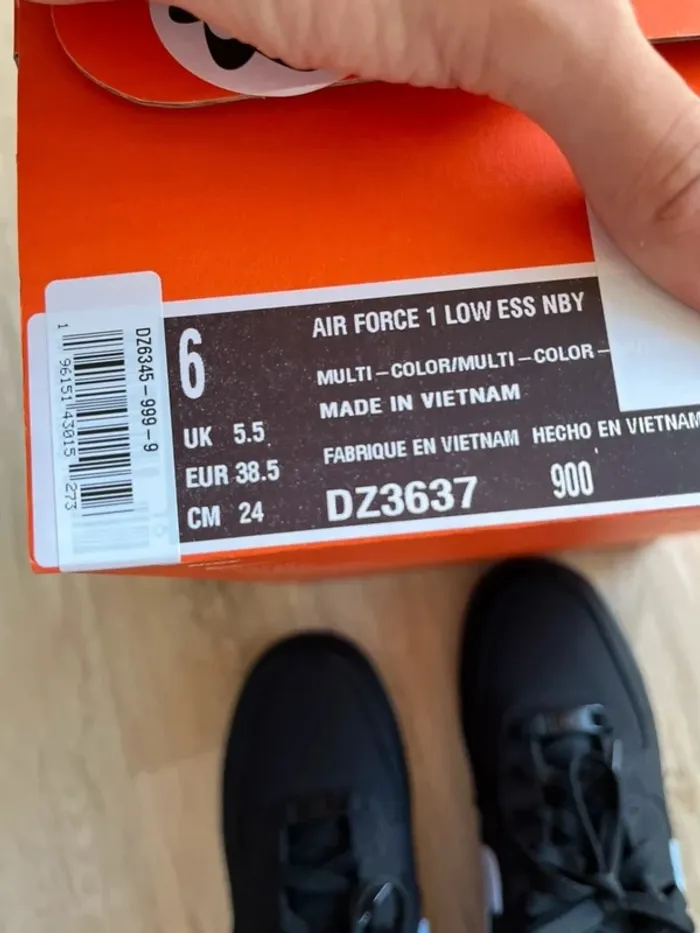 AIR FORCE 1 LOW ESS NBY
MULTI-COLOR/MULTI-COLOR-
MADE IN VIETNAM
FABRIQUE EN VIETNAM HECHO EN VIETNAM
DZ3637 900
6
UK 5.5
EUR 38.5
CM 24
DZ6345-999-9
1 96151 43015 273